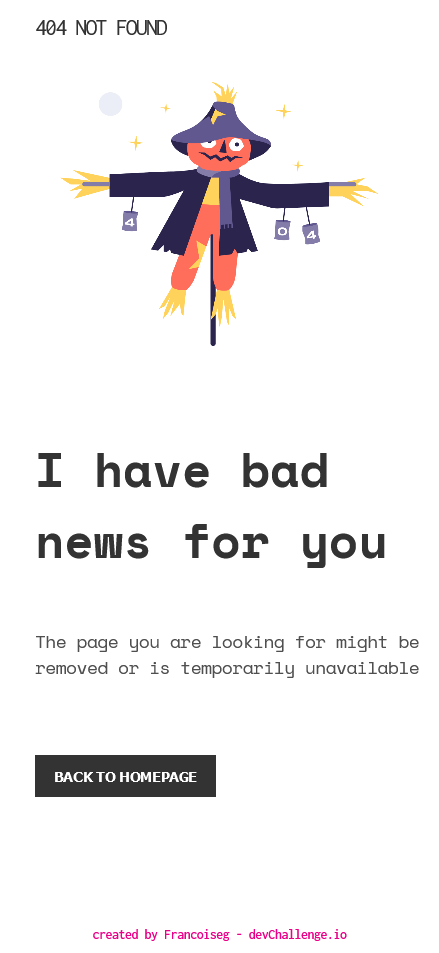 404 NOT FOUND
4
0
4
I have bad
news for you
The page you are looking for might be
removed or is temporarily unavailable
BACK TO HOMEPAGE
created by Francoiseg - devChallenge.io